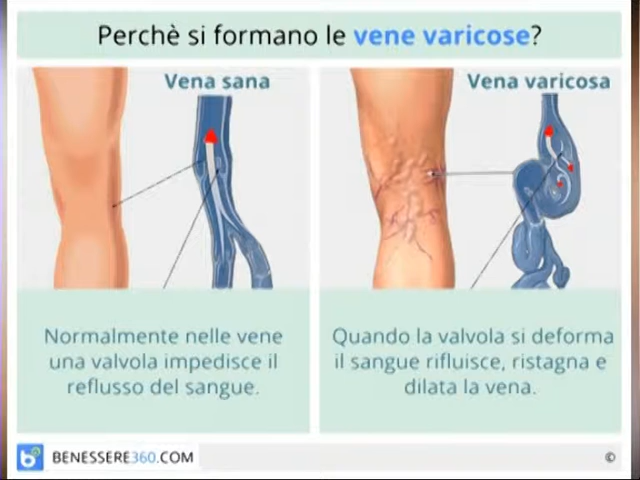 Perchè si formano le vene varicose?
Vena sana
Vena varicosa
Normalmente nelle vene
una valvola impedisce il
reflusso del sangue.
Quando la valvola si deforma
il sangue rifluisce, ristagna e
dilata la vena.
b
BENESSERE360.COM
©